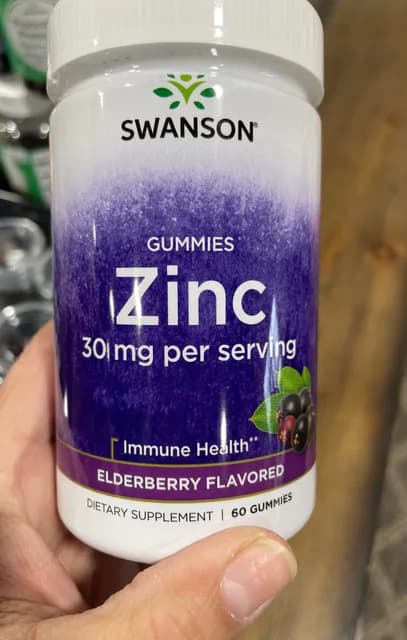 SWANSON®
GUMMIES
Zinc
30 mg per serving
Immune Health**
ELDERBERRY FLAVORED
DIETARY SUPPLEMENT | 60 GUMMIES